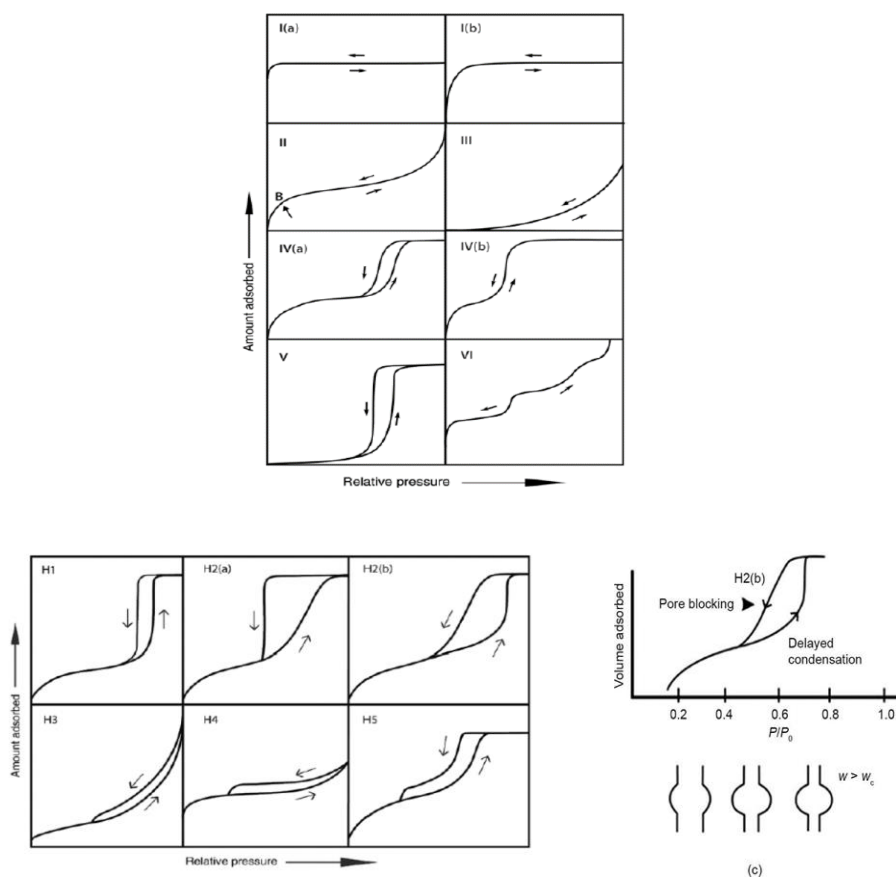 I(a)
I(b)
II
III
B
IV(a)
IV(b)
V
VI
Amount adsorbed
Relative pressure
H1
H2(a)
H2(b)
H3
H4
H5
Amount adsorbed
Relative pressure
H2(b)
Pore blocking
Delayed
condensation
Volume adsorbed
0.2 0.4 0.6 0.8 1.0
P/P₀
w > w꜀
(c)